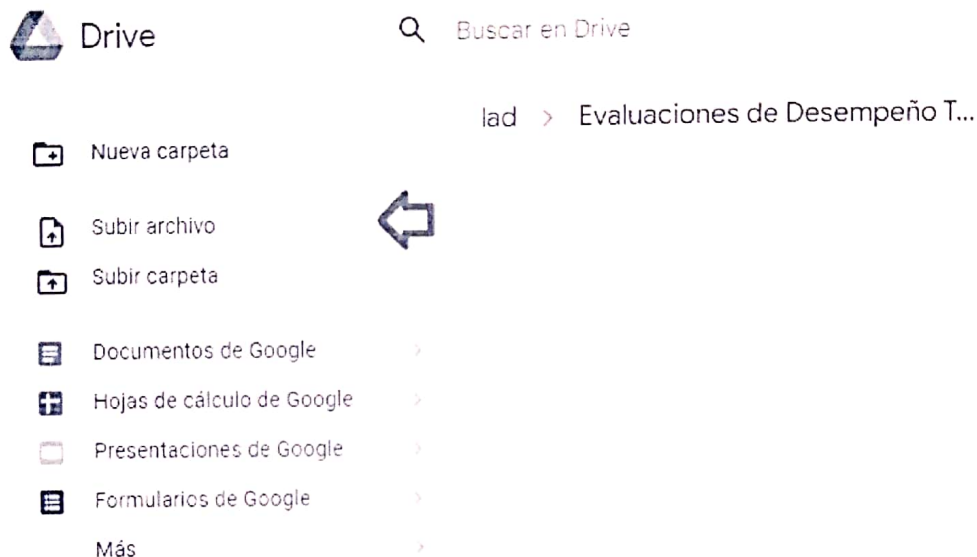 Drive
Buscar en Drive
lad > Evaluaciones de Desempeño T...
Nueva carpeta
Subir archivo
Subir carpeta
Documentos de Google
Hojas de cálculo de Google
Presentaciones de Google
Formularios de Google
Más